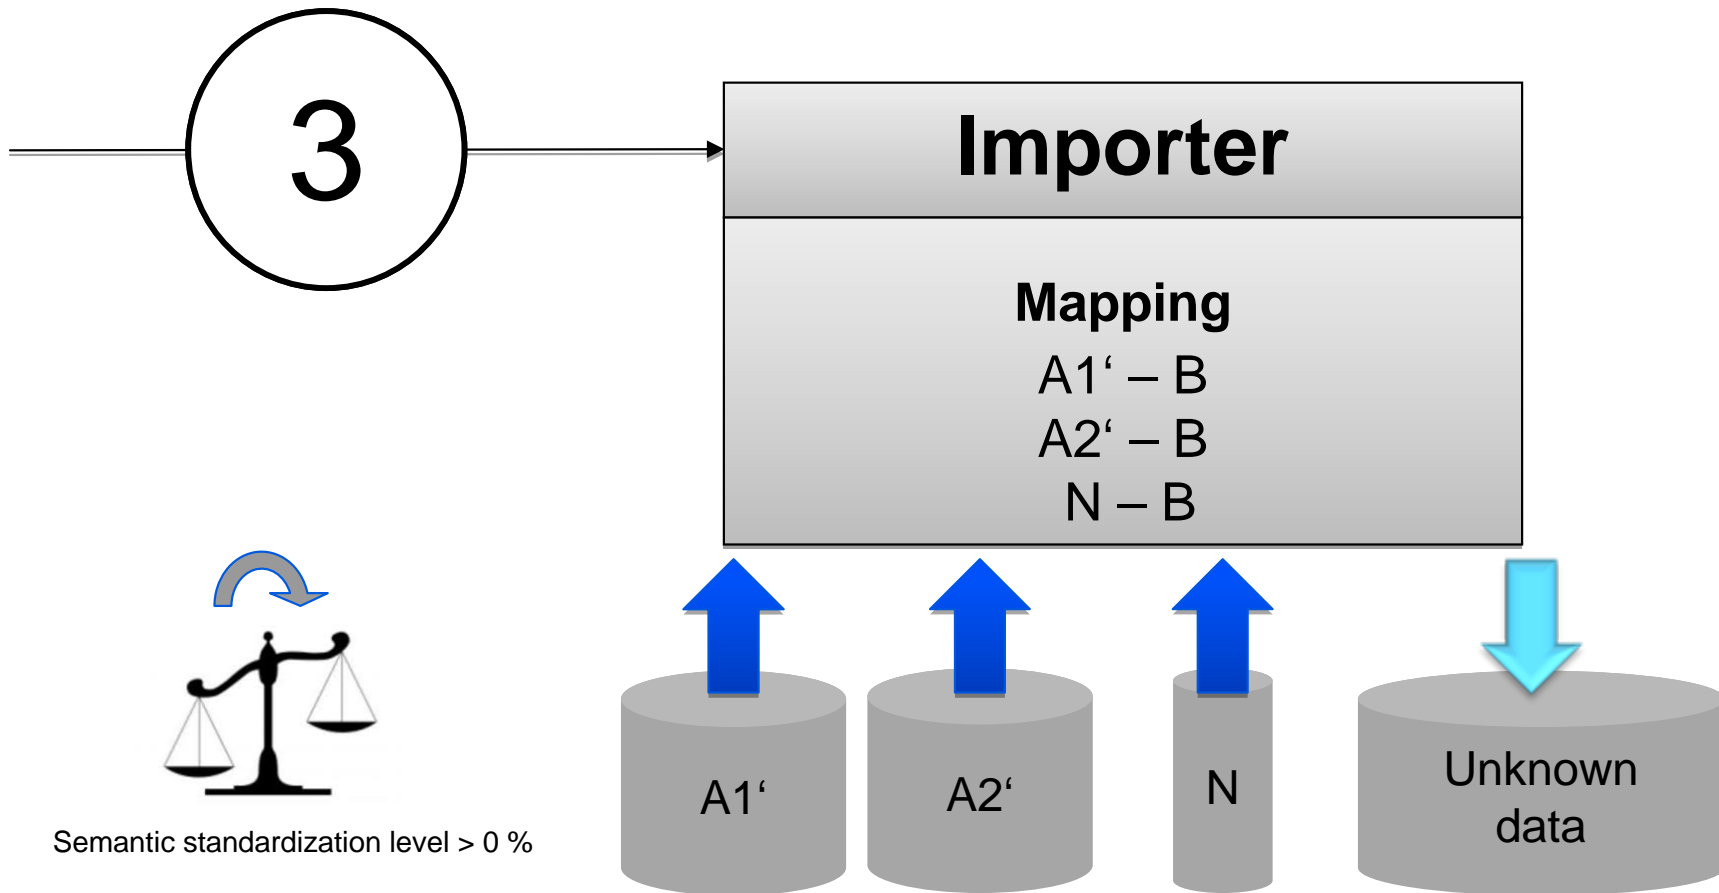 3
Importer
Mapping
A1‘ – B
A2‘ – B
N – B
A1‘
A2‘
N
Unknown
data
Semantic standardization level > 0 %